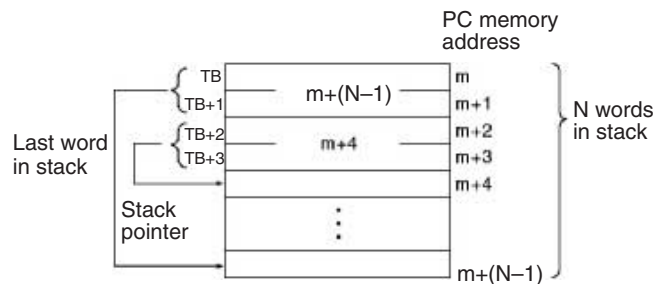 PC memory
address
TB
m
m+(N–1)
TB+1
m+1
N words
in stack
Last word
in stack
TB+2
m+2
m+4
TB+3
m+3
m+4
Stack
pointer
m+(N–1)